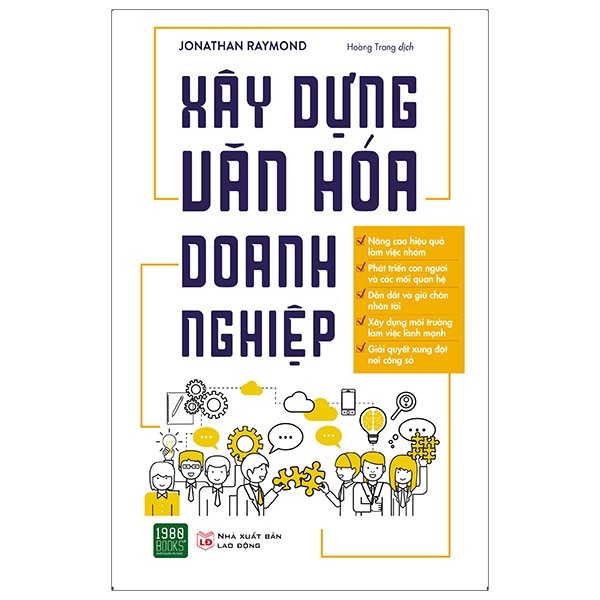 JONATHAN RAYMOND
Hoàng Trang dịch
XÂY DỰNG
VĂN HÓA
DOANH
NGHIỆP
Nâng cao hiệu quả
làm việc nhóm
Phát triển con người
và các mối quan hệ
Dẫn dắt và giữ chân
nhân tài
Xây dựng môi trường
làm việc lành mạnh
Giải quyết xung đột
nơi công sở
1980
BOOKS
LĐ
NHÀ XUẤT BẢN
LAO ĐỘNG